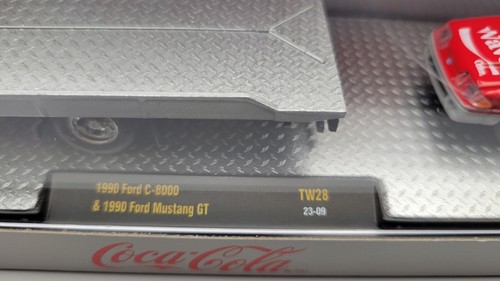 1990 Ford C-8000
& 1990 Ford Mustang GT
TW28
23-09
Coca-Cola